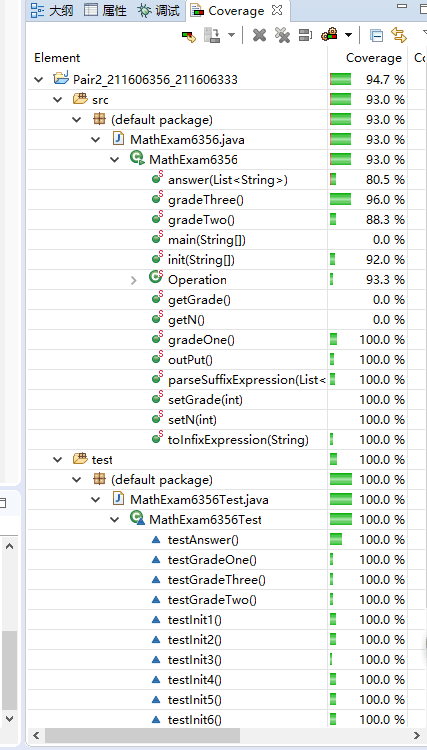 大纲 属性 调试 Coverage
Element Coverage Co
Pair2_211606356_211606333 94.7 %
src 93.0 %
(default package) 93.0 %
MathExam6356.java 93.0 %
MathExam6356 93.0 %
answer(List<String>) 80.5 %
gradeThree() 96.0 %
gradeTwo() 88.3 %
main(String[]) 0.0 %
init(String[]) 92.0 %
Operation 93.3 %
getGrade() 0.0 %
getN() 0.0 %
gradeOne() 100.0 %
outPut() 100.0 %
parseSuffixExpression(List< 100.0 %
setGrade(int) 100.0 %
setN(int) 100.0 %
toInfixExpression(String) 100.0 %
test 100.0 %
(default package) 100.0 %
MathExam6356Test.java 100.0 %
MathExam6356Test 100.0 %
testAnswer() 100.0 %
testGradeOne() 100.0 %
testGradeThree() 100.0 %
testGradeTwo() 100.0 %
testInit1() 100.0 %
testInit2() 100.0 %
testInit3() 100.0 %
testInit4() 100.0 %
testInit5() 100.0 %
testInit6() 100.0 %